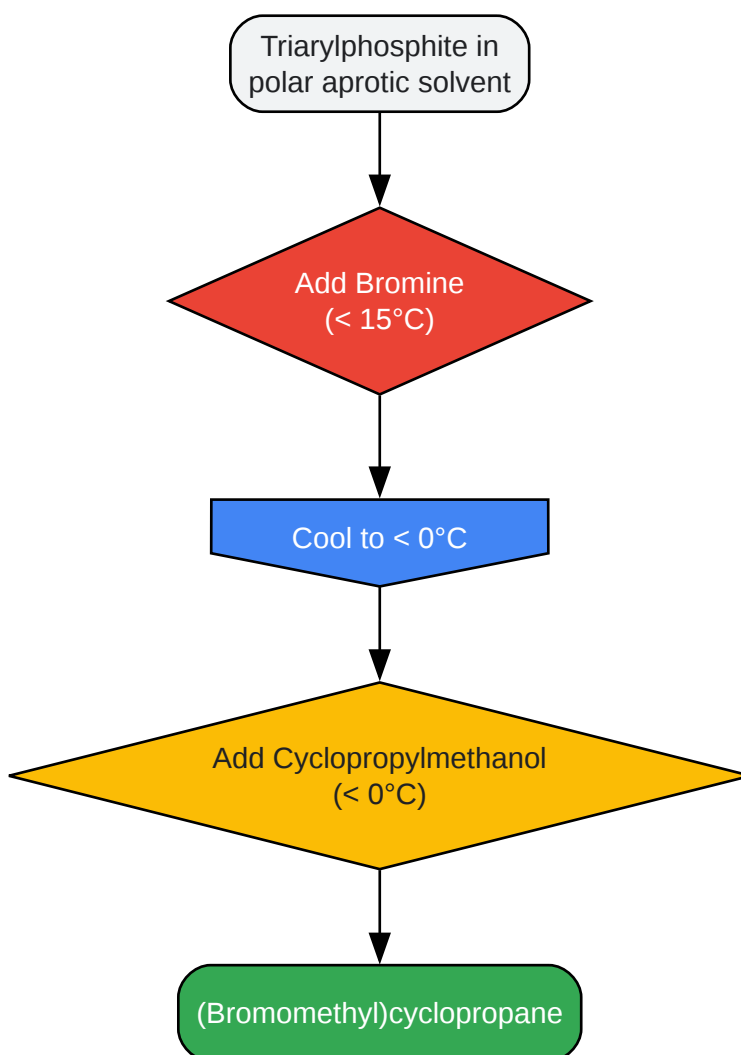 Triarylphosphite in
polar aprotic solvent
Add Bromine
(< 15°C)
Cool to < 0°C
Add Cyclopropylmethanol
(< 0°C)
(Bromomethyl)cyclopropane